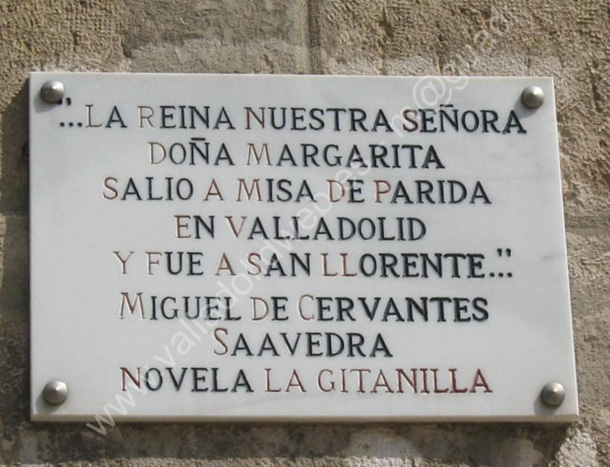 "...LA REINA NUESTRA SEÑORA
DOÑA MARGARITA
SALIO A MISA DE PARIDA
EN VALLADOLID
Y FUE A SAN LLORENTE..."
MIGUEL DE CERVANTES
SAAVEDRA
NOVELA LA GITANILLA